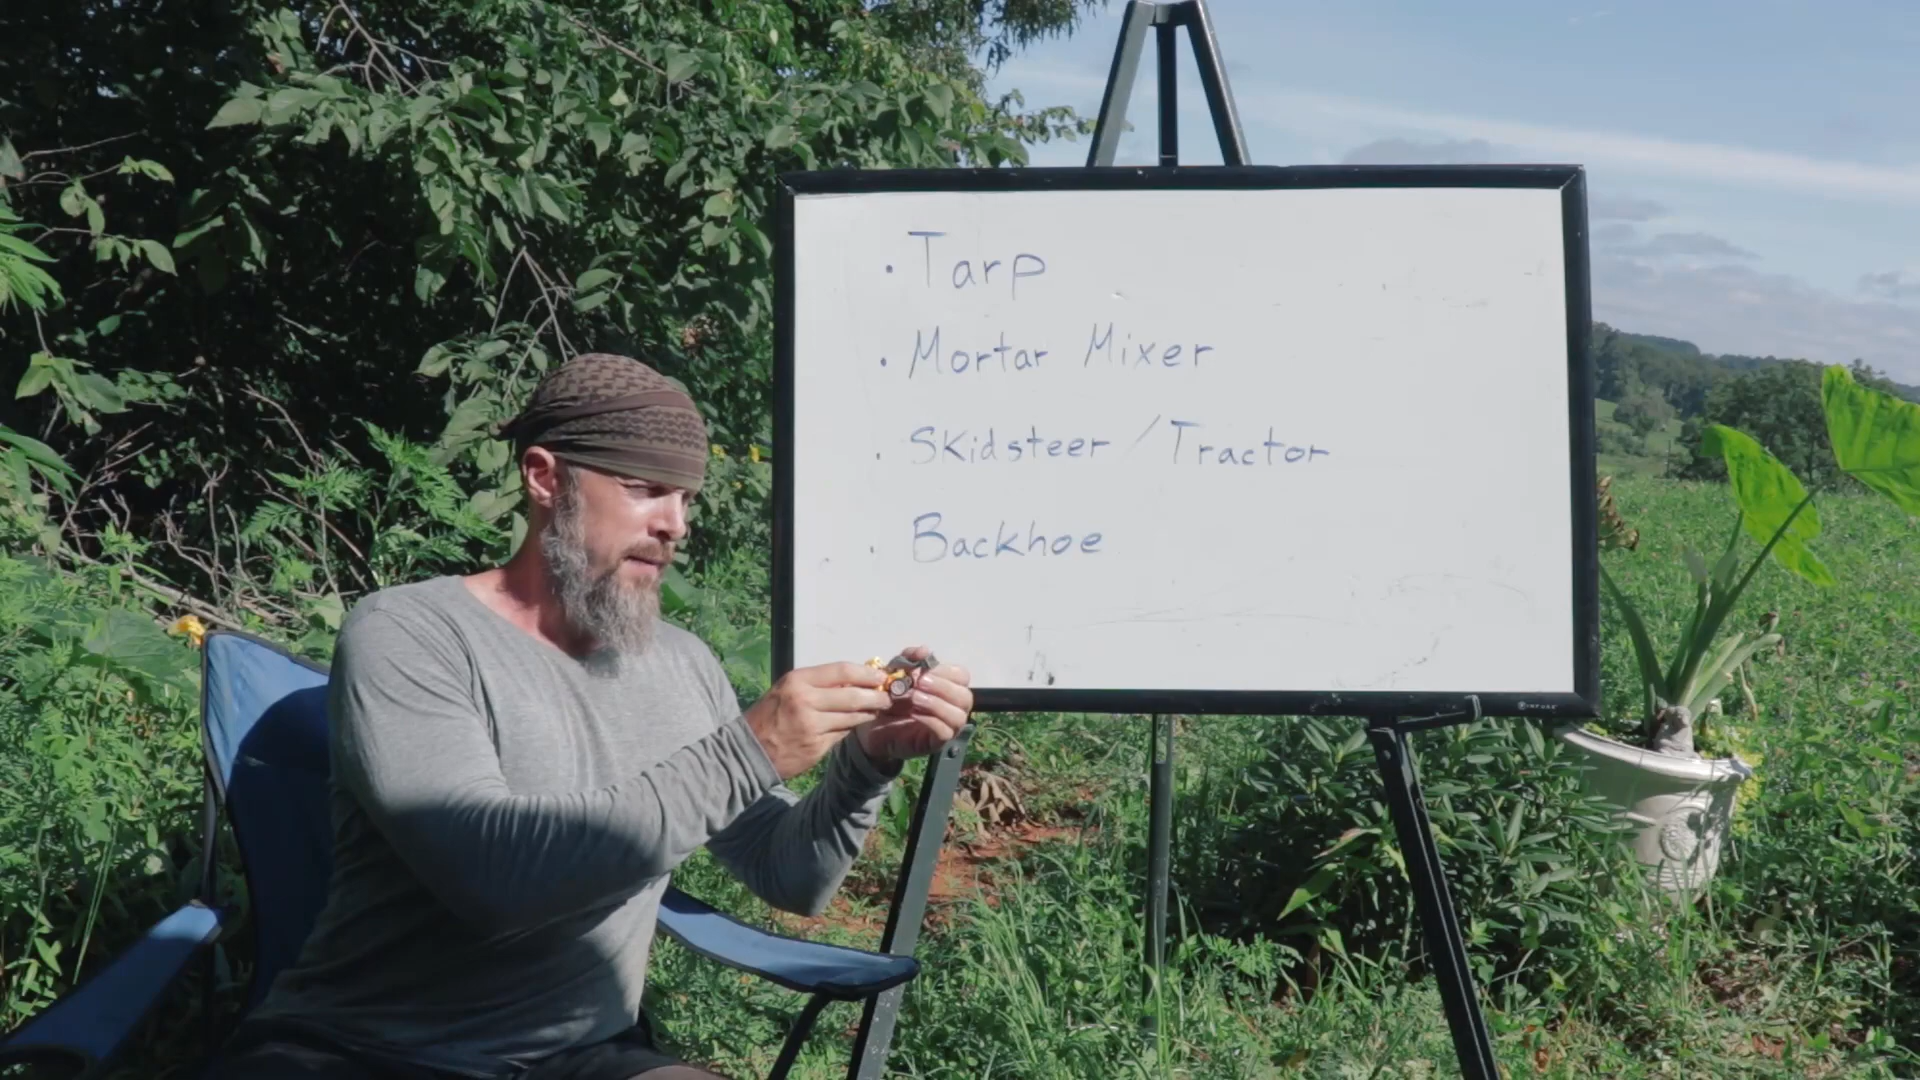 · Tarp
· Mortar Mixer
· Skidsteer / Tractor
· Backhoe